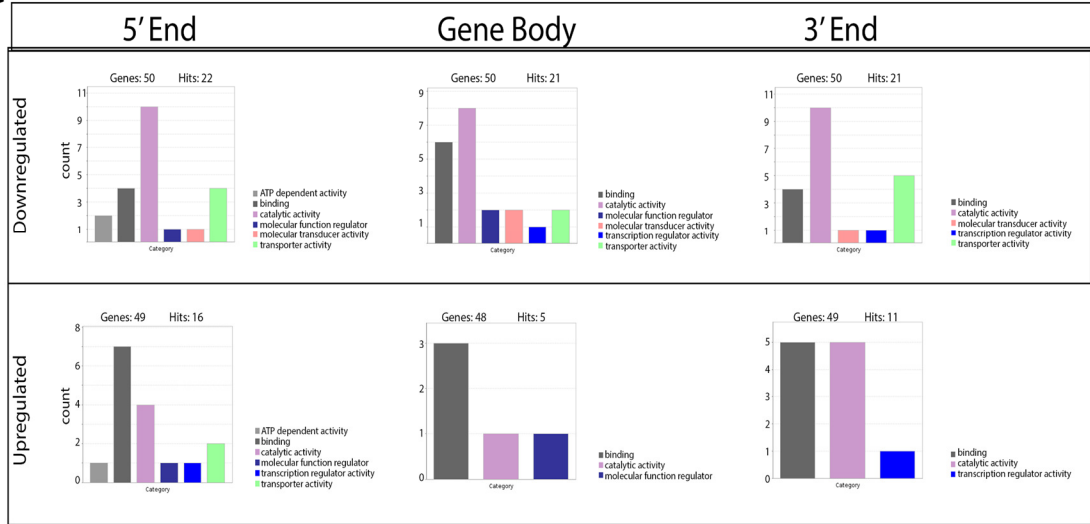 5' End
Gene Body
3' End
Downregulated
Genes: 50 Hits: 22
11
9
7
5
3
1
count
Category
ATP dependent activity
binding
catalytic activity
molecular function regulator
molecular transducer activity
transporter activity
Genes: 50 Hits: 21
9
7
5
3
1
Category
binding
catalytic activity
molecular function regulator
molecular transducer activity
transcription regulator activity
transporter activity
Genes: 50 Hits: 21
11
9
7
5
3
1
Category
binding
catalytic activity
molecular transducer activity
transcription regulator activity
transporter activity
Upregulated
Genes: 49 Hits: 16
8
6
4
2
0
count
Category
ATP dependent activity
binding
catalytic activity
molecular function regulator
transcription regulator activity
transporter activity
Genes: 48 Hits: 5
3
2
1
0
Category
binding
catalytic activity
molecular function regulator
Genes: 49 Hits: 11
5
4
3
2
1
0
Category
binding
catalytic activity
transcription regulator activity